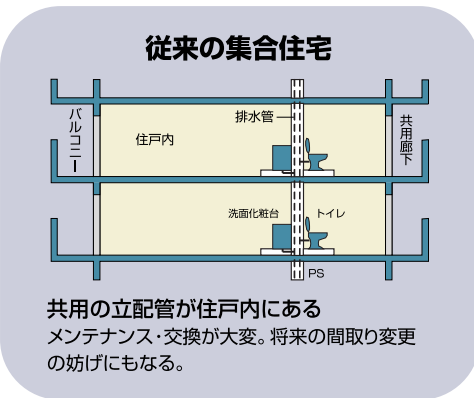 従来の集合住宅
バルコニー
住戸内
排水管
共用廊下
洗面化粧台
トイレ
PS
共用の立配管が住戸内にある
メンテナンス・交換が大変。将来の間取り変更
の妨げにもなる。